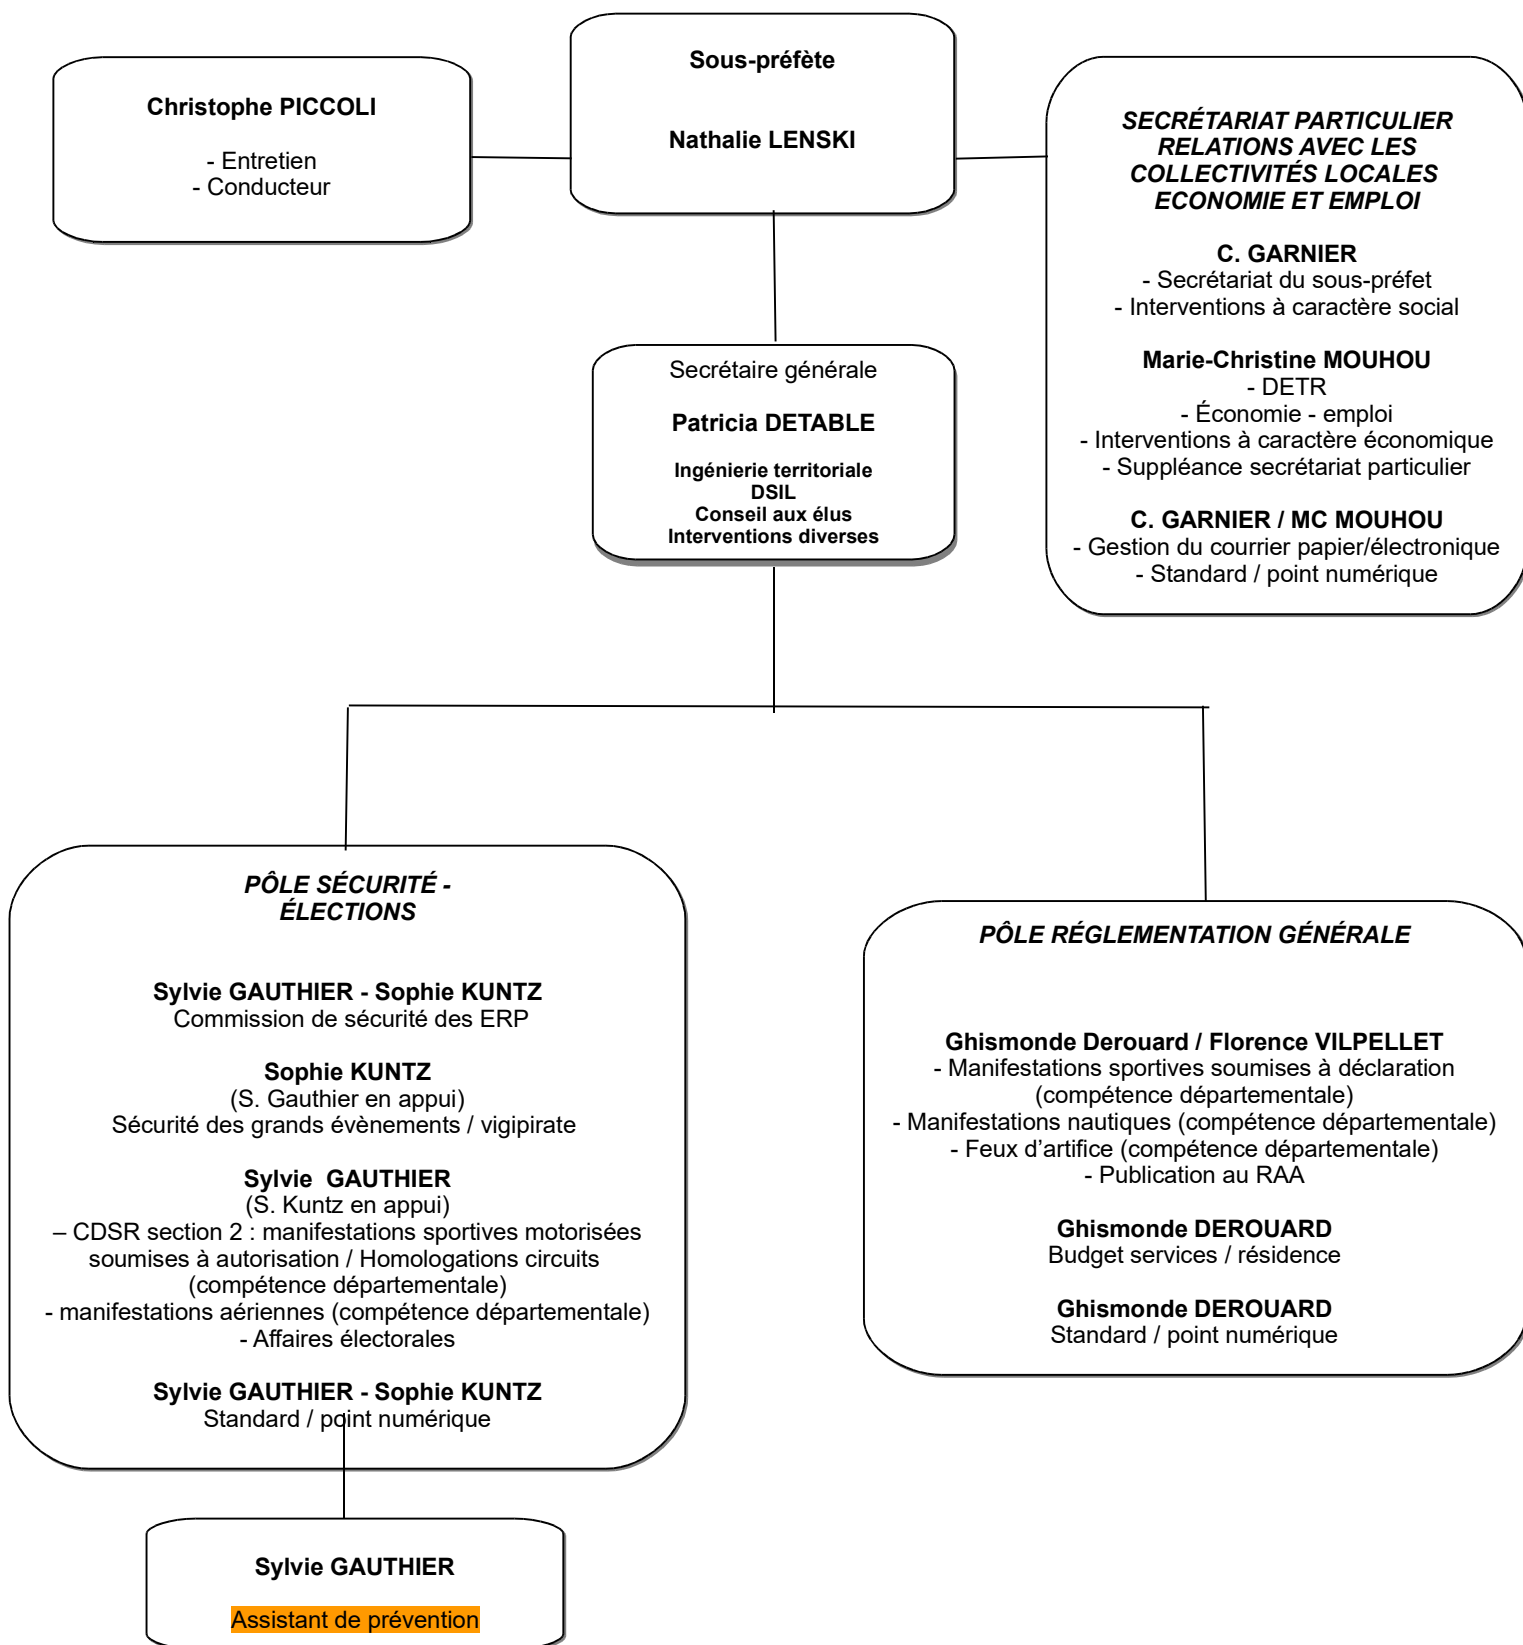 Sous-préfète
Nathalie LENSKI
Christophe PICCOLI
- Entretien
- Conducteur
SECRÉTARIAT PARTICULIER
RELATIONS AVEC LES
COLLECTIVITÉS LOCALES
ECONOMIE ET EMPLOI
C. GARNIER
- Secrétariat du sous-préfet
- Interventions à caractère social
Marie-Christine MOUHOU
- DETR
- Économie - emploi
- Interventions à caractère économique
- Suppléance secrétariat particulier
C. GARNIER / MC MOUHOU
- Gestion du courrier papier/électronique
- Standard / point numérique
Secrétaire générale
Patricia DETABLE
Ingénierie territoriale
DSIL
Conseil aux élus
Interventions diverses
PÔLE SÉCURITÉ -
ÉLECTIONS
Sylvie GAUTHIER - Sophie KUNTZ
Commission de sécurité des ERP
Sophie KUNTZ
(S. Gauthier en appui)
Sécurité des grands évènements / vigipirate
Sylvie  GAUTHIER
(S. Kuntz en appui)
– CDSR section 2 : manifestations sportives motorisées
soumises à autorisation / Homologations circuits
(compétence départementale)
- manifestations aériennes (compétence départementale)
- Affaires électorales
Sylvie GAUTHIER - Sophie KUNTZ
Standard / point numérique
Sylvie GAUTHIER
Assistant de prévention
PÔLE RÉGLEMENTATION GÉNÉRALE
Ghismonde Derouard / Florence VILPELLET
- Manifestations sportives soumises à déclaration
(compétence départementale)
- Manifestations nautiques (compétence départementale)
- Feux d’artifice (compétence départementale)
- Publication au RAA
Ghismonde DEROUARD
Budget services / résidence
Ghismonde DEROUARD
Standard / point numérique